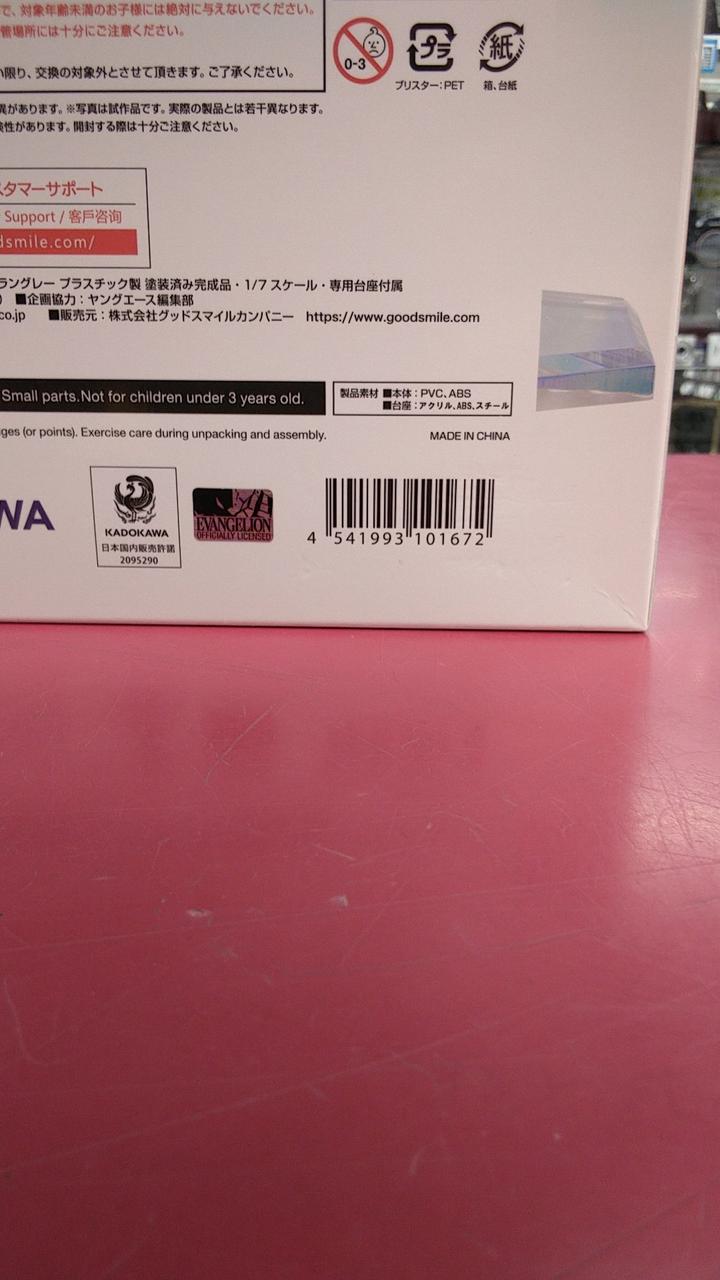 で、対象年齢未満のお子様には絶対に与えないでください。
管場所には十分にご注意ください。
い限り、交換の対象外とさせて頂きます。ご了承ください。
0-3
プラ
紙
ブリスター：PET
箱、台紙
異があります。※写真は試作品です。実際の製品とは若干異なります。
険性があります。開封する際は十分ご注意ください。
スタマーサポート
Support / 客戶咨询
dsmile.com/
ラングレー プラスチック製 塗装済み完成品・1/7 スケール・専用台座付属
) ■企画協力：ヤングエース編集部
co.jp ■販売元：株式会社グッドスマイルカンパニー https://www.goodsmile.com
Small parts.Not for children under 3 years old.
製品素材 ■本体：PVC、ABS
■台座：アクリル、ABS、スチール
ges (or points). Exercise care during unpacking and assembly.
MADE IN CHINA
WA
KADOKAWA
日本国内販売許諾
2095290
EVANGELION
OFFICIALLY LICENSED
4 541993 101672